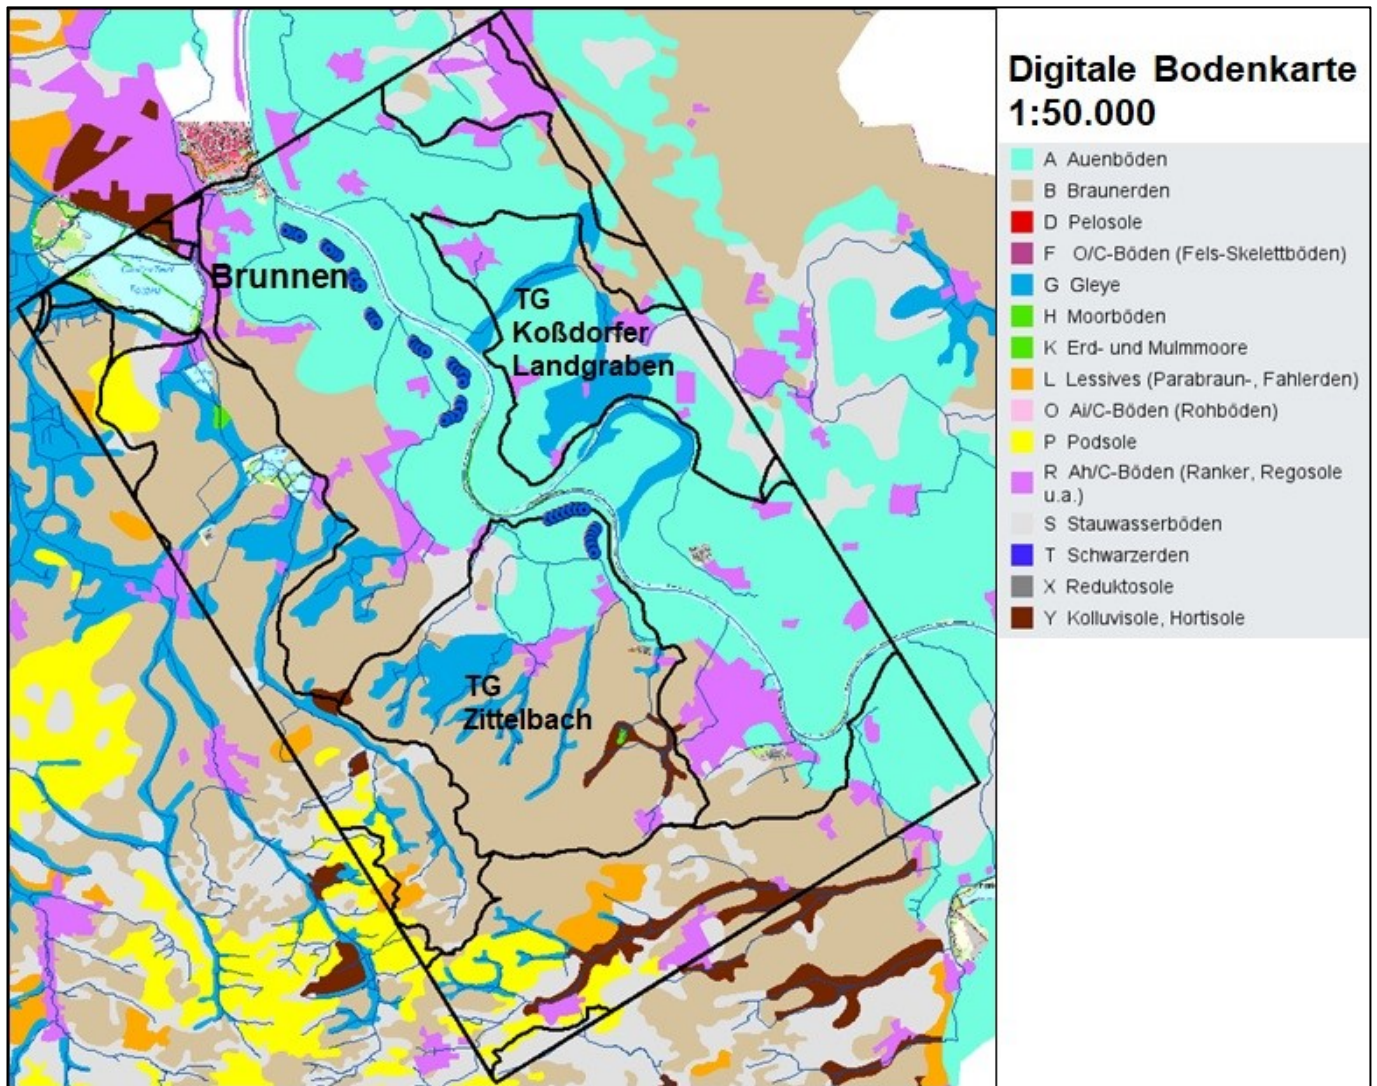 Digitale Bodenkarte
1:50.000
A Auenböden
B Braunerden
D Pelosole
F O/C-Böden (Fels-Skelettböden)
G Gleye
H Moorböden
K Erd- und Mulmmoore
L Lessives (Parabraun-, Fahlerden)
O Ai/C-Böden (Rohböden)
P Podsole
R Ah/C-Böden (Ranker, Regosole
u.a.)
S Stauwasserböden
T Schwarzerden
X Reduktosole
Y Kolluvisole, Hortisole
Brunnen
TG
Koßdorfer
Landgraben
TG
Zittelbach